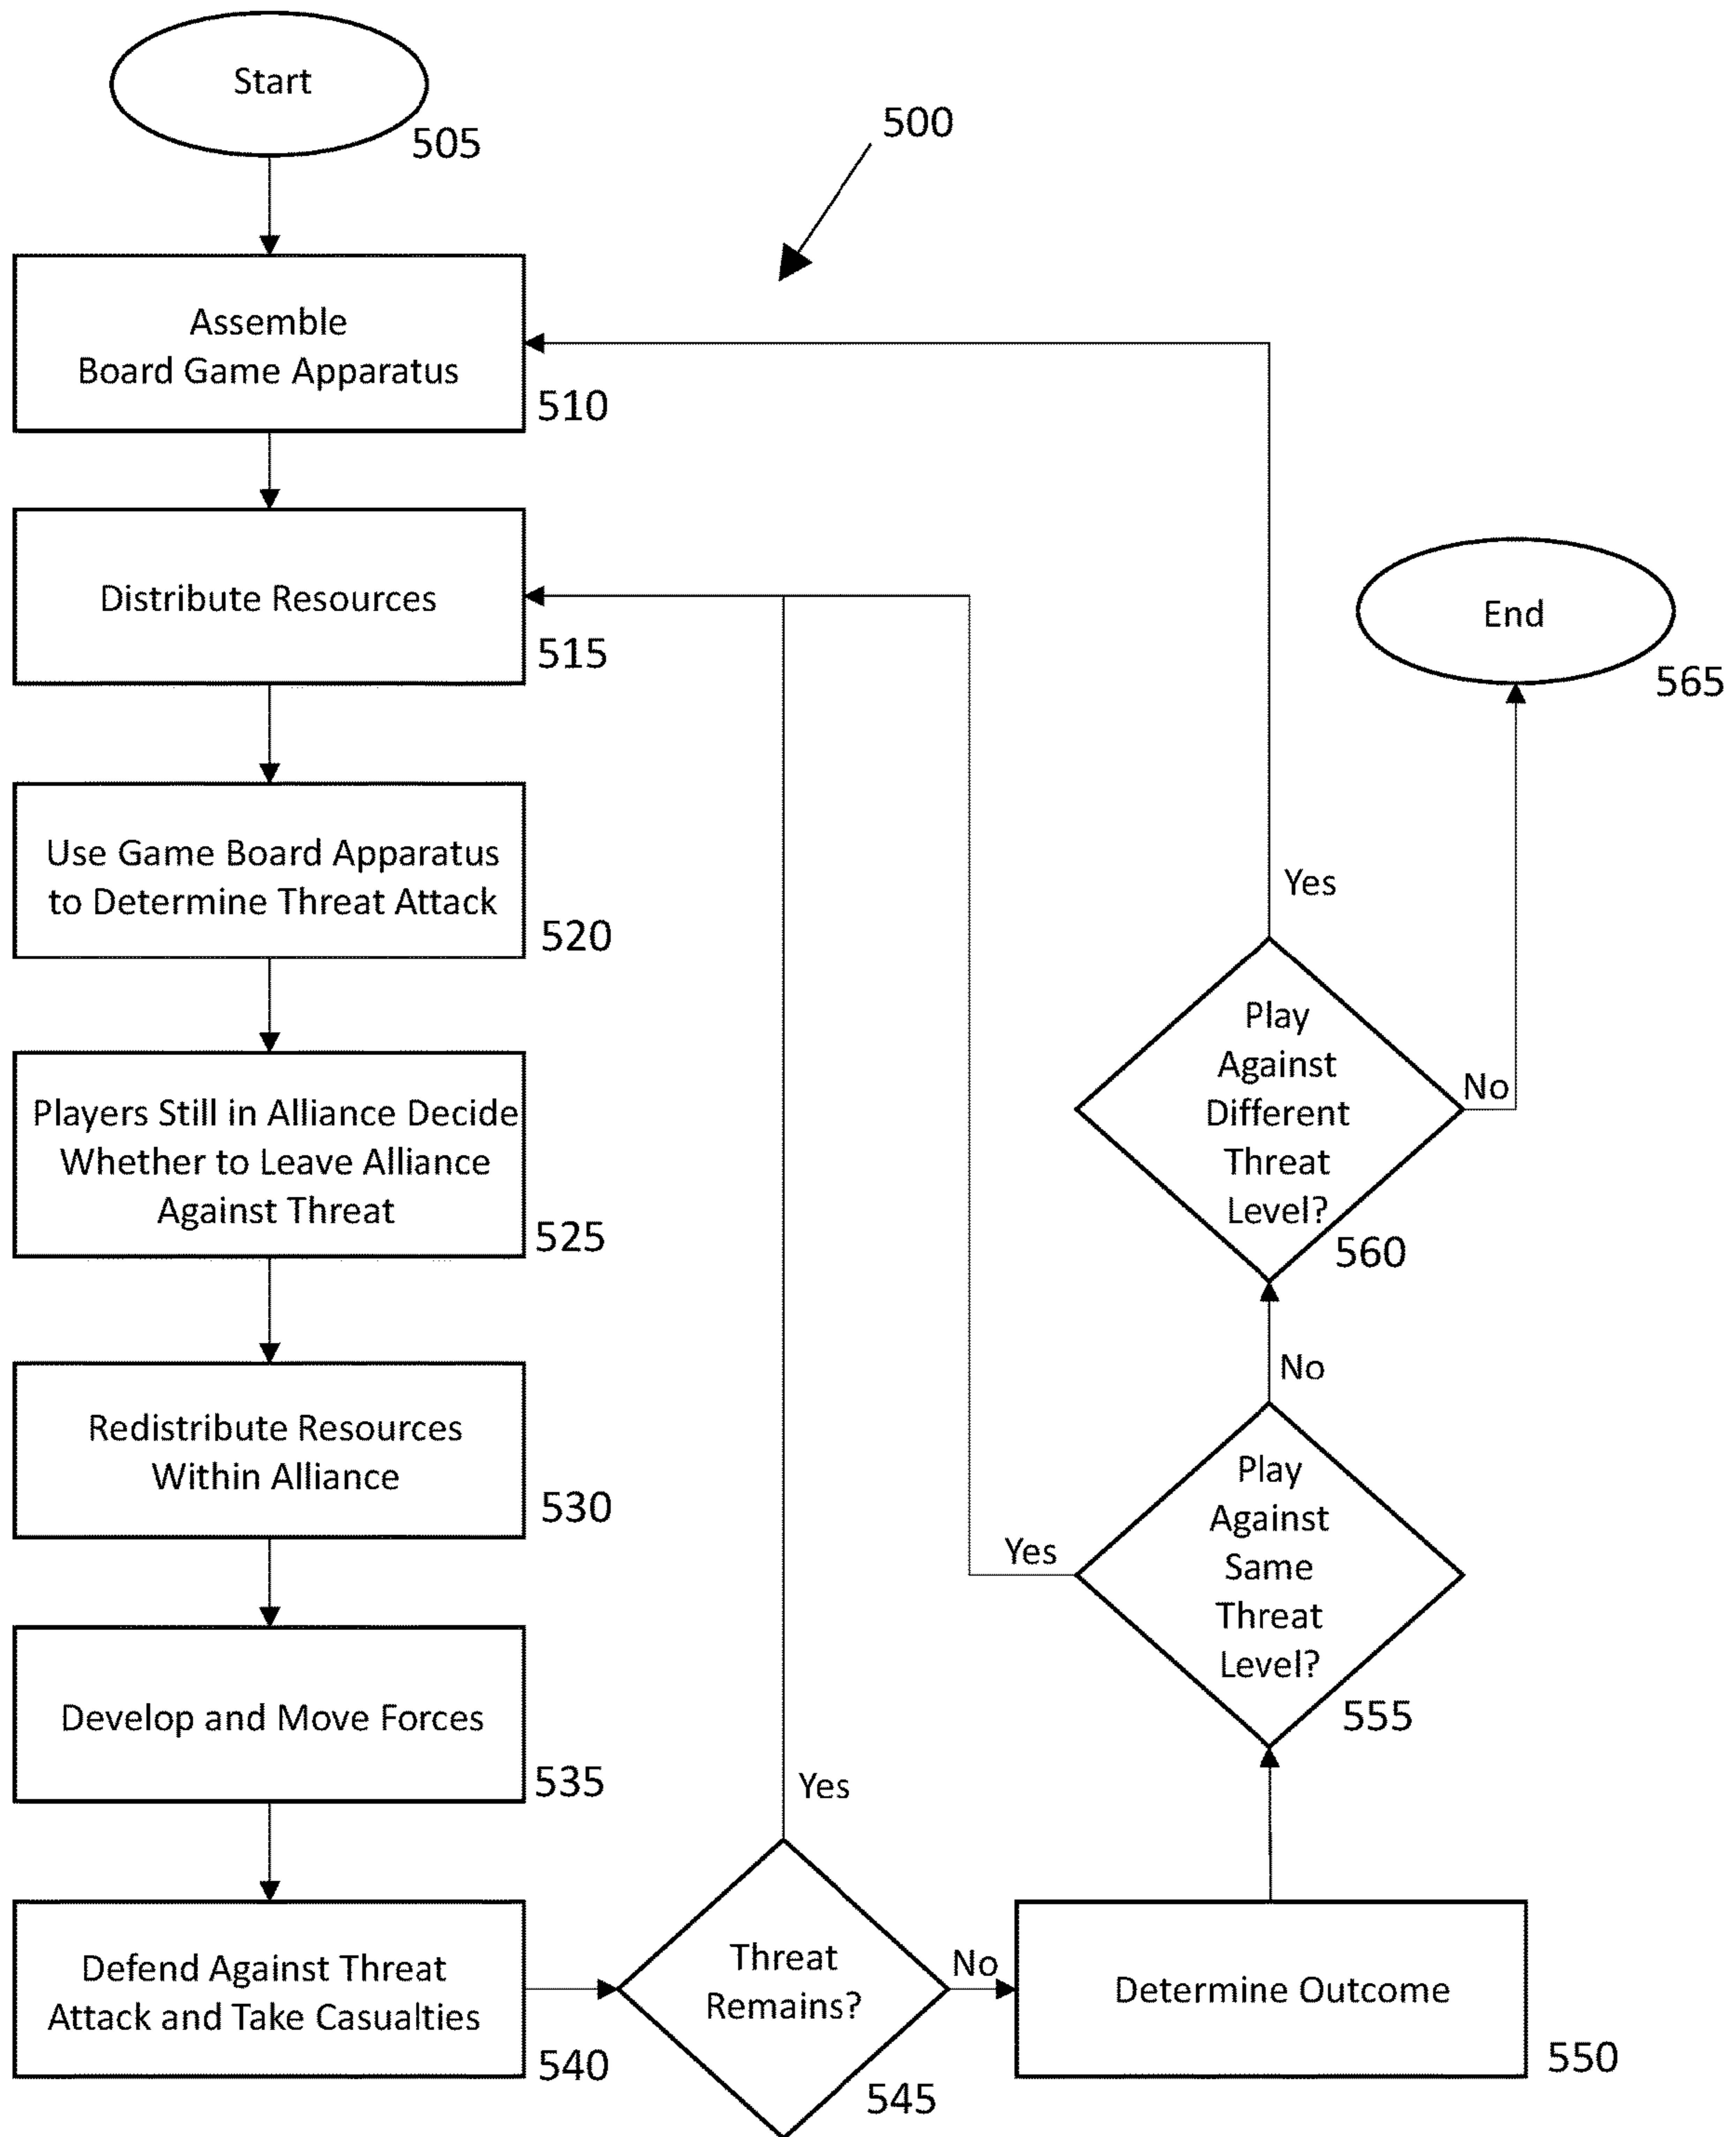 Start
505
500
Assemble
Board Game Apparatus
510
Distribute Resources
515
End
565
Use Game Board Apparatus
to Determine Threat Attack
520
Yes
Play
Against
Different
Threat
Level?
No
560
Players Still in Alliance Decide
Whether to Leave Alliance
Against Threat
525
No
Redistribute Resources
Within Alliance
530
Yes
Play
Against
Same
Threat
Level?
555
Develop and Move Forces
535
Yes
Defend Against Threat
Attack and Take Casualties
540
Threat
Remains?
545
No
Determine Outcome
550